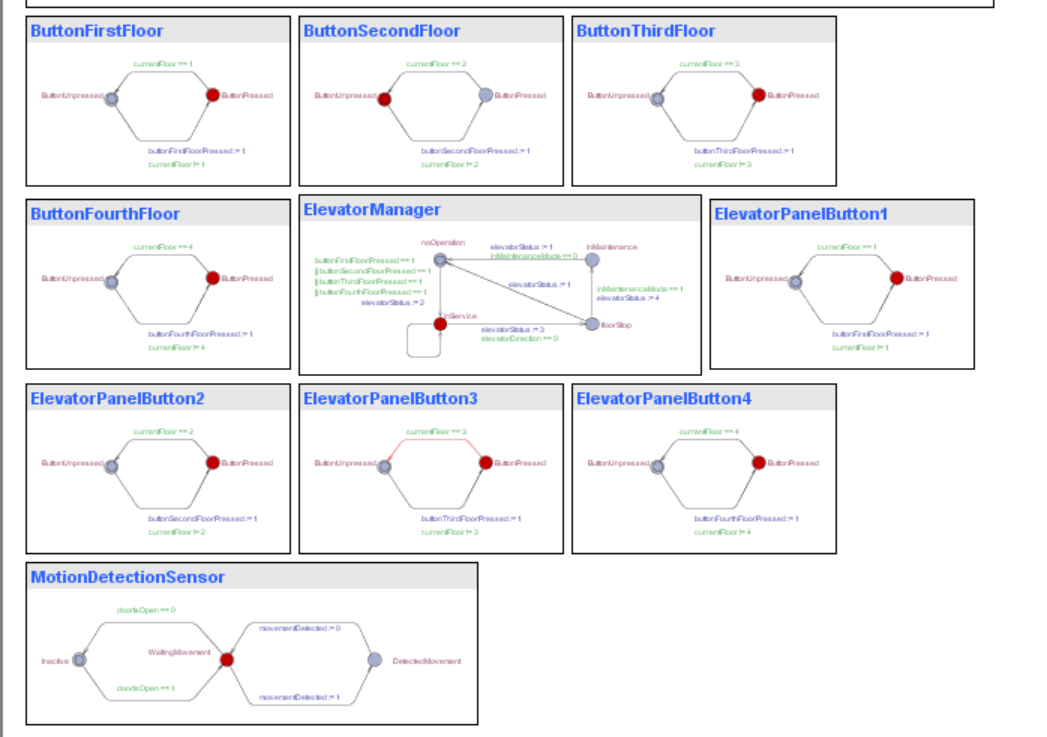 ButtonFirstFloor
currentFloor == 1
ButtonUnpressed
ButtonPressed
buttonFirstFloorPressed := 1
currentFloor != 1
ButtonSecondFloor
currentFloor == 2
ButtonUnpressed
ButtonPressed
buttonSecondFloorPressed := 1
currentFloor != 2
ButtonThirdFloor
currentFloor == 3
ButtonUnpressed
ButtonPressed
buttonThirdFloorPressed := 1
currentFloor != 3
ButtonFourthFloor
currentFloor == 4
ButtonUnpressed
ButtonPressed
buttonFourthFloorPressed := 1
currentFloor != 4
ElevatorManager
noOperation
elevatorStatus := 1
inMaintenanceMode == 0
inMaintenance
buttonFirstFloorPressed == 1
|| buttonSecondFloorPressed == 1
|| buttonThirdFloorPressed == 1
|| buttonFourthFloorPressed == 1
elevatorStatus := 2
elevatorStatus := 1
inMaintenanceMode == 1
elevatorStatus := 4
inService
elevatorStatus := 3
elevatorDirection == 0
floorStop
ElevatorPanelButton1
currentFloor == 1
ButtonUnpressed
ButtonPressed
buttonFirstFloorPressed := 1
currentFloor != 1
ElevatorPanelButton2
currentFloor == 2
ButtonUnpressed
ButtonPressed
buttonSecondFloorPressed := 1
currentFloor != 2
ElevatorPanelButton3
currentFloor == 3
ButtonUnpressed
ButtonPressed
buttonThirdFloorPressed := 1
currentFloor != 3
ElevatorPanelButton4
currentFloor == 4
ButtonUnpressed
ButtonPressed
buttonFourthFloorPressed := 1
currentFloor != 4
MotionDetectionSensor
doorIsOpen == 0
movementDetected := 0
Inactive
WaitingMovement
DetectedMovement
doorIsOpen == 1
movementDetected := 1